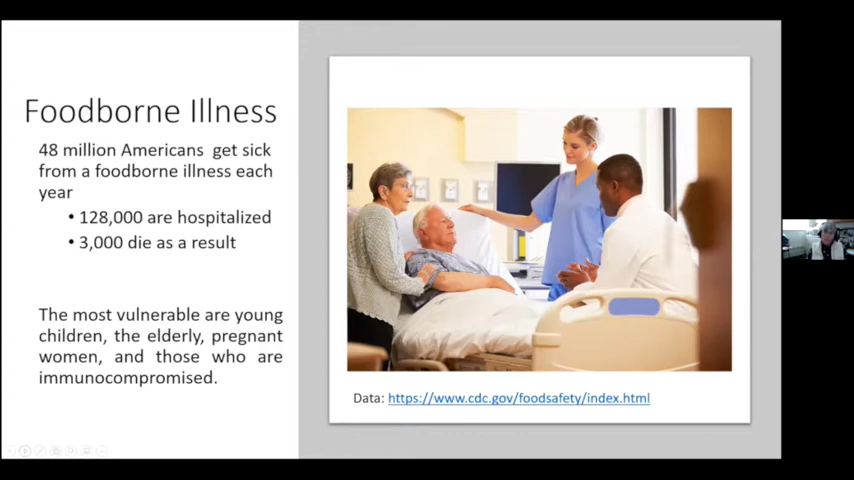 Foodborne Illness
48 million Americans get sick
from a foodborne illness each
year
• 128,000 are hospitalized
• 3,000 die as a result
The most vulnerable are young
children, the elderly, pregnant
women, and those who are
immunocompromised.
Data: https://www.cdc.gov/foodsafety/index.html